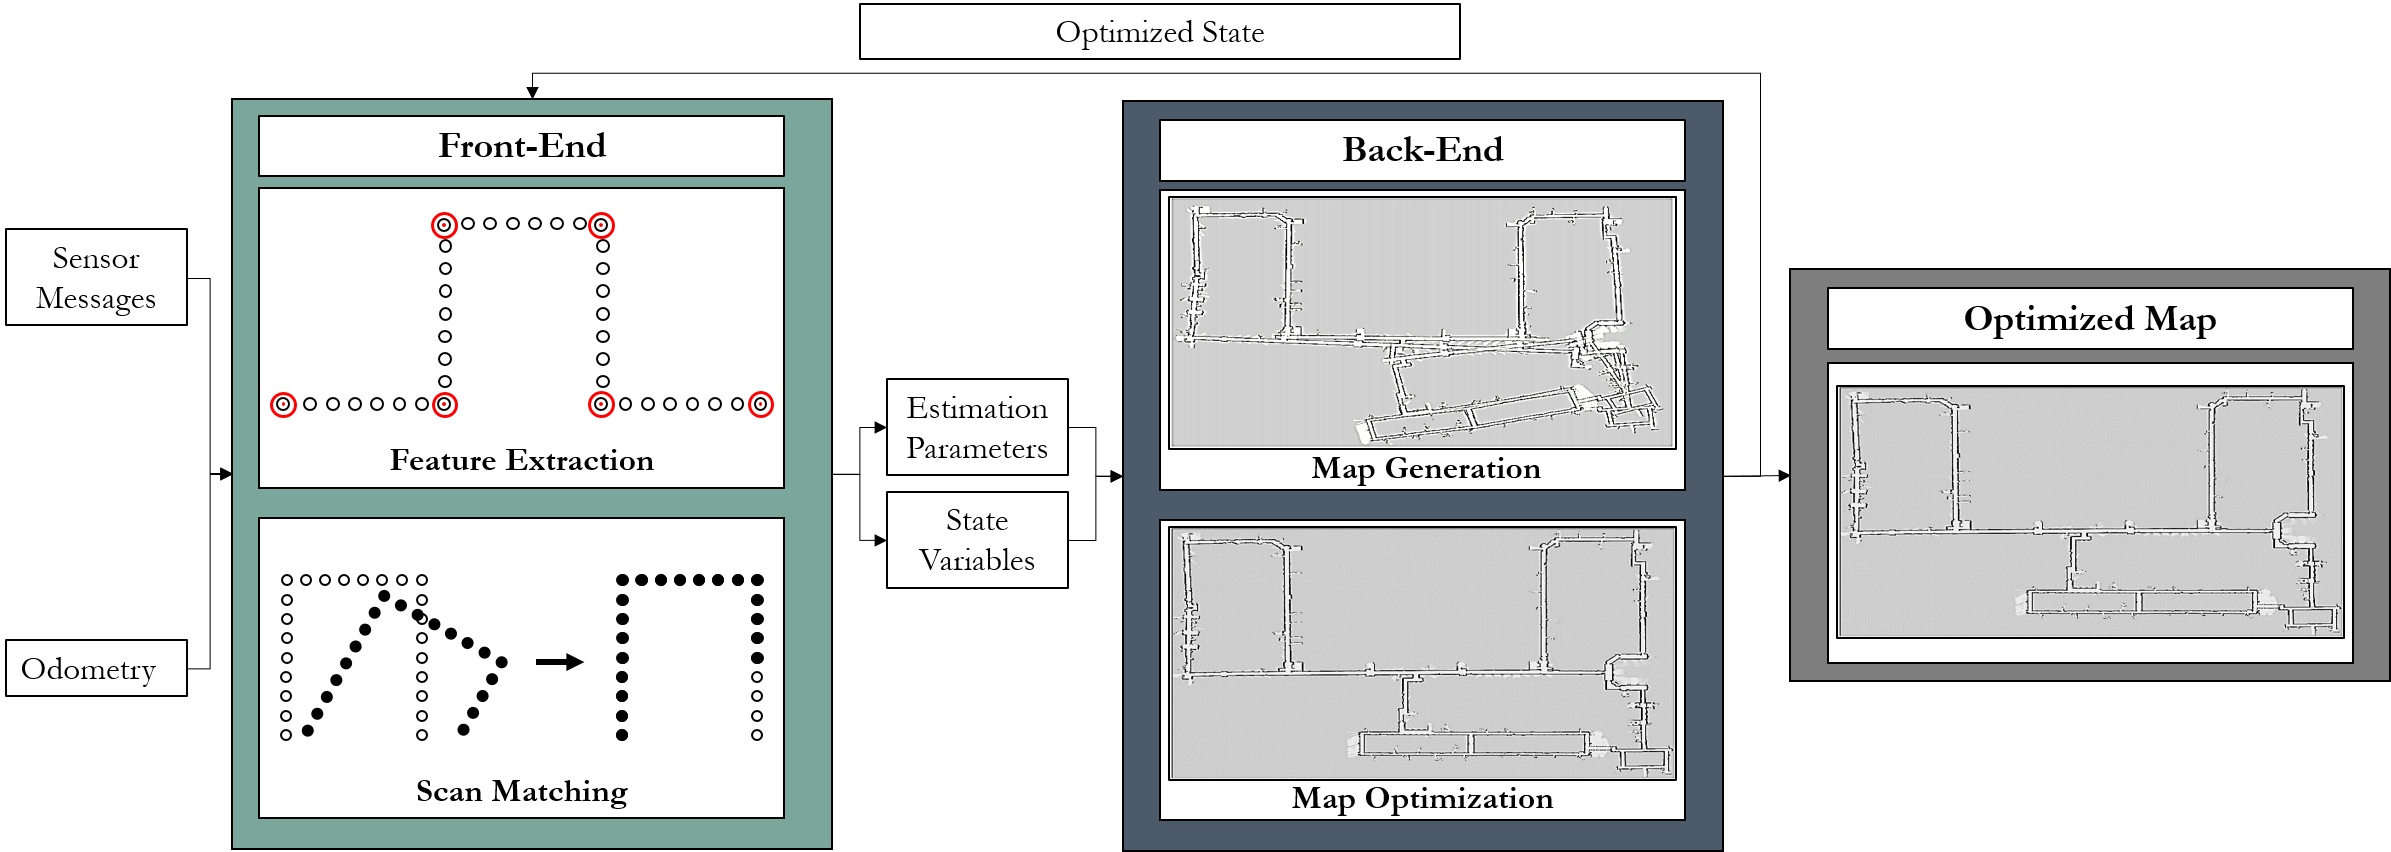 Optimized State
Front-End
Sensor
Messages
Odometry
Feature Extraction
Scan Matching
Estimation
Parameters
State
Variables
Back-End
Map Generation
Map Optimization
Optimized Map